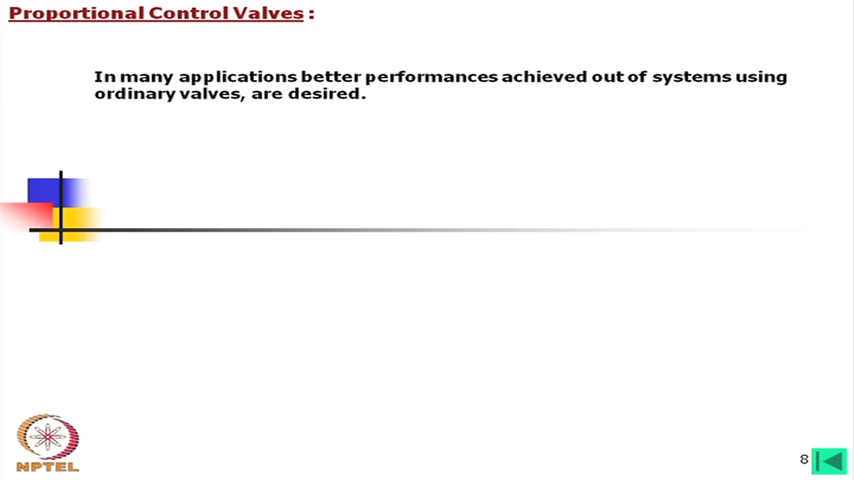 Proportional Control Valves :
In many applications better performances achieved out of systems using
ordinary valves, are desired.
NPTEL
8